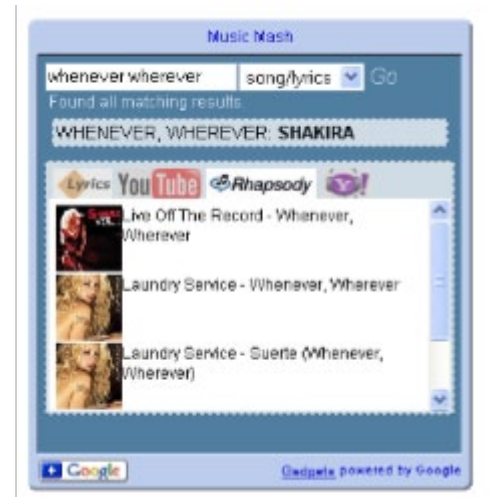 Music Mash
whenever wherever song/lyrics Go
Found all matching results.
WHENEVER, WHEREVER: SHAKIRA
Lyrics YouTube Rhapsody Y!
Live Off The Record - Whenever,
Wherever
Laundry Service - Whenever, Wherever
Laundry Service - Suerte (Whenever,
Wherever)
+ Google Gadgets powered by Google